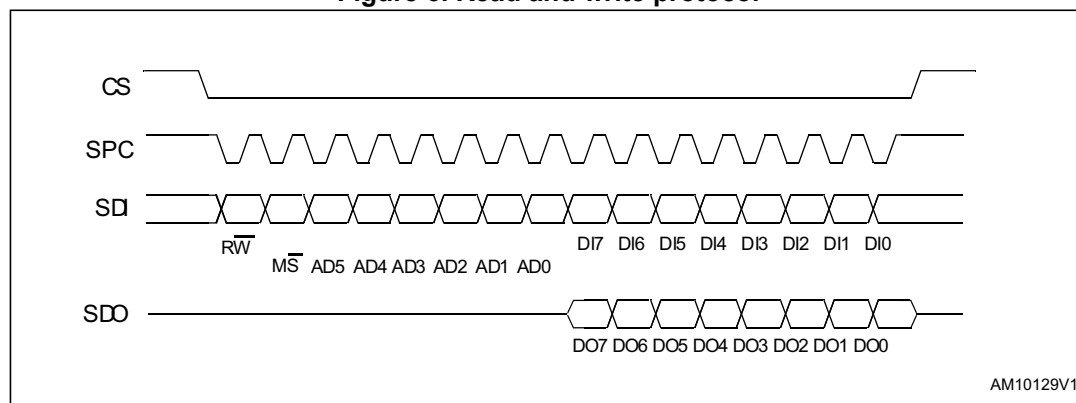 Figure 6. Read and write protocol
CS
SPC
SDI
DI7 DI6 DI5 DI4 DI3 DI2 DI1 DI0
RW̅
MS̅ AD5 AD4 AD3 AD2 AD1 AD0
SDO
DO7 DO6 DO5 DO4 DO3 DO2 DO1 DO0
AM10129V1